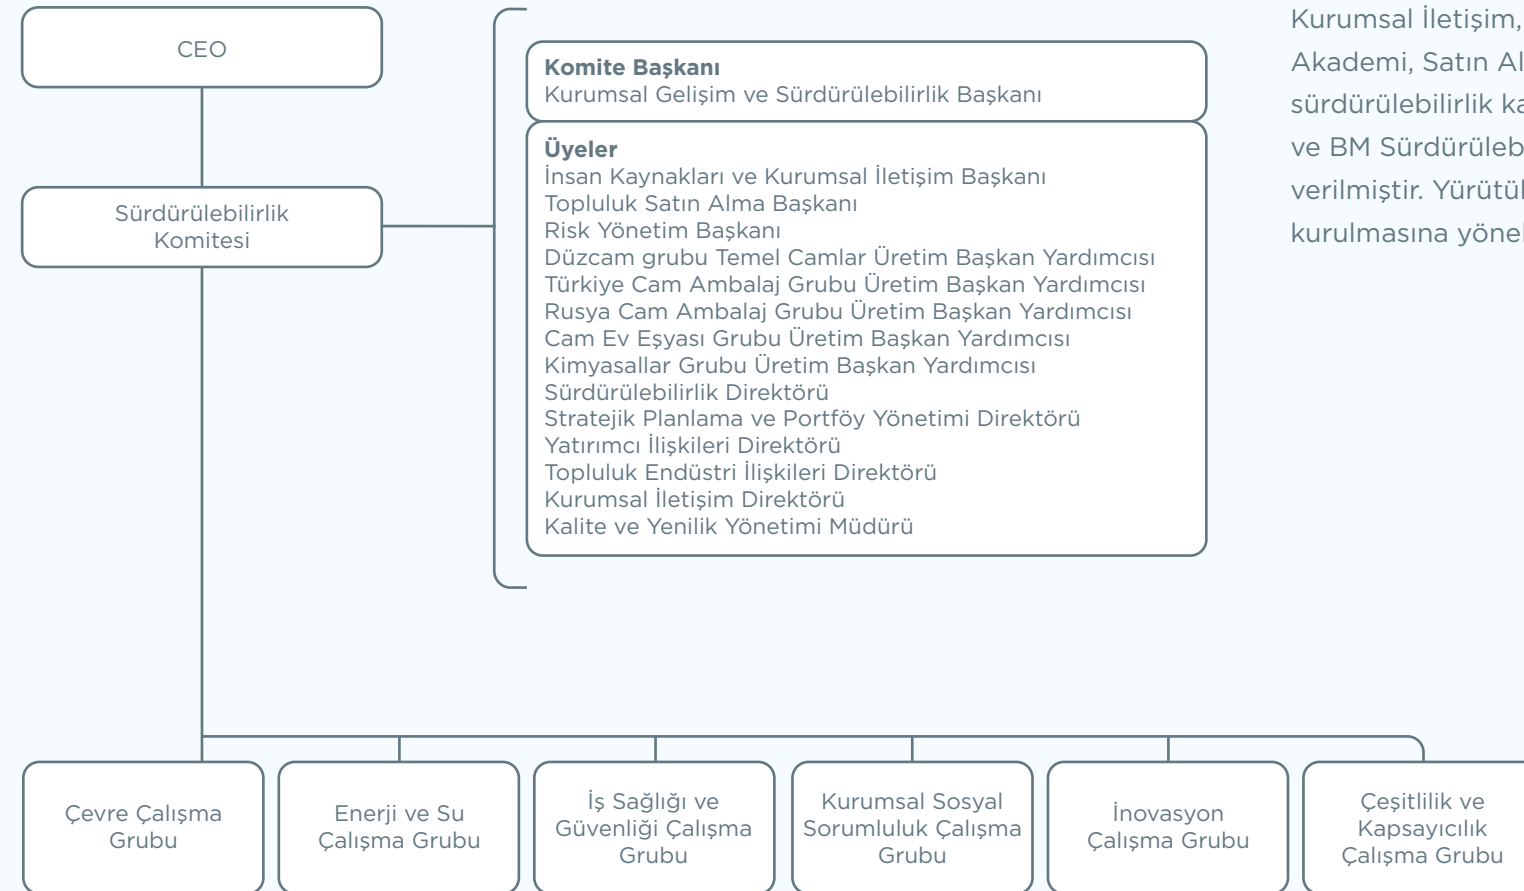 CEO
Sürdürülebilirlik
Komitesi
Komite Başkanı
Kurumsal Gelişim ve Sürdürülebilirlik Başkanı
Üyeler
İnsan Kaynakları ve Kurumsal İletişim Başkanı
Topluluk Satın Alma Başkanı
Risk Yönetim Başkanı
Düzcam grubu Temel Camlar Üretim Başkan Yardımcısı
Türkiye Cam Ambalaj Grubu Üretim Başkan Yardımcısı
Rusya Cam Ambalaj Grubu Üretim Başkan Yardımcısı
Cam Ev Eşyası Grubu Üretim Başkan Yardımcısı
Kimyasallar Grubu Üretim Başkan Yardımcısı
Sürdürülebilirlik Direktörü
Stratejik Planlama ve Portföy Yönetimi Direktörü
Yatırımcı İlişkileri Direktörü
Topluluk Endüstri İlişkileri Direktörü
Kurumsal İletişim Direktörü
Kalite ve Yenilik Yönetimi Müdürü
Kurumsal İletişim,
Akademi, Satın
sürdürülebilirlik
ve BM
verilmiştir.
kurulmasına
Çevre Çalışma
Grubu
Enerji ve Su
Çalışma Grubu
İş Sağlığı ve
Güvenliği Çalışma
Grubu
Kurumsal Sosyal
Sorumluluk Çalışma
Grubu
İnovasyon
Çalışma Grubu
Çeşitlilik ve
Kapsayıcılık
Çalışma Grubu